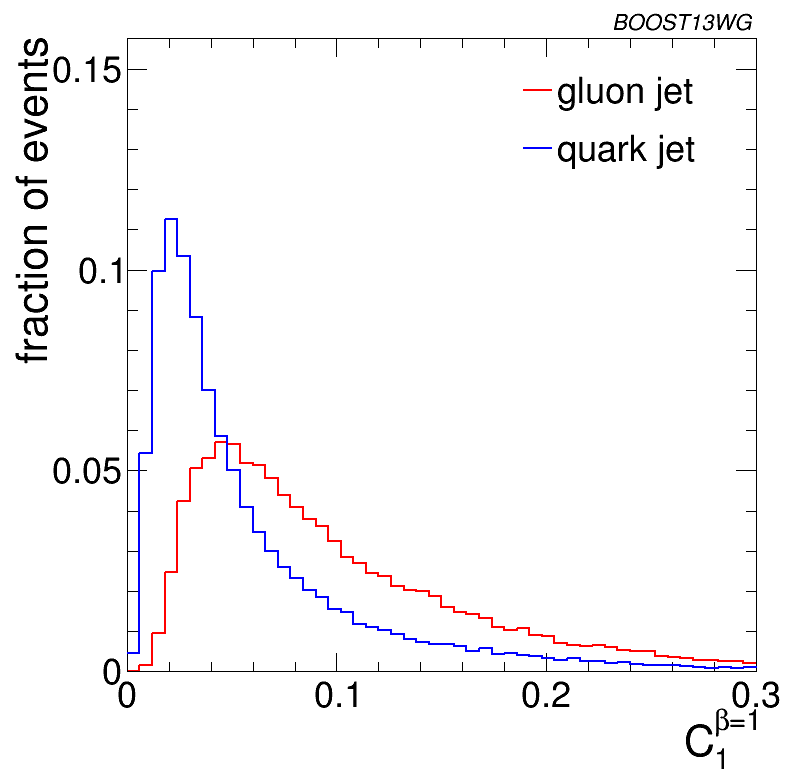 BOOST13WG
fraction of events
0.15
0.1
0.05
0
gluon jet
quark jet
0 0.1 0.2 0.3
C₁^β=1